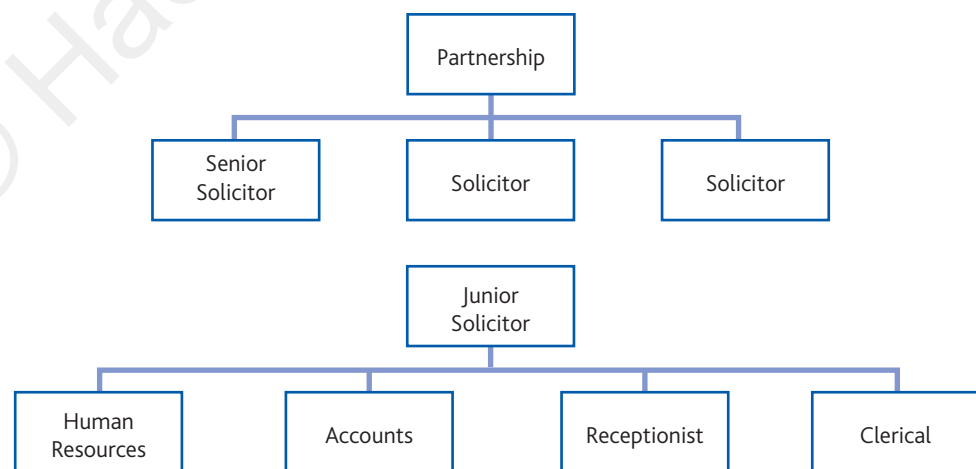 Partnership
Senior
Solicitor
Solicitor
Solicitor
Junior
Solicitor
Human
Resources
Accounts
Receptionist
Clerical